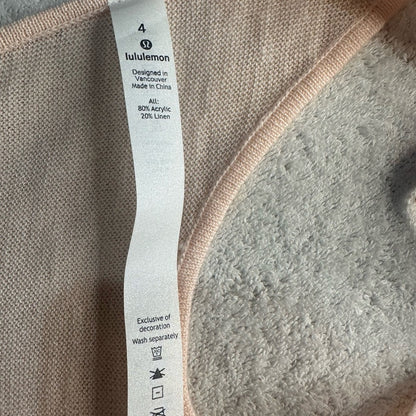 4
lululemon
Designed in
Vancouver
Made in China
All:
80% Acrylic
20% Linen
Exclusive of
decoration
Wash separately